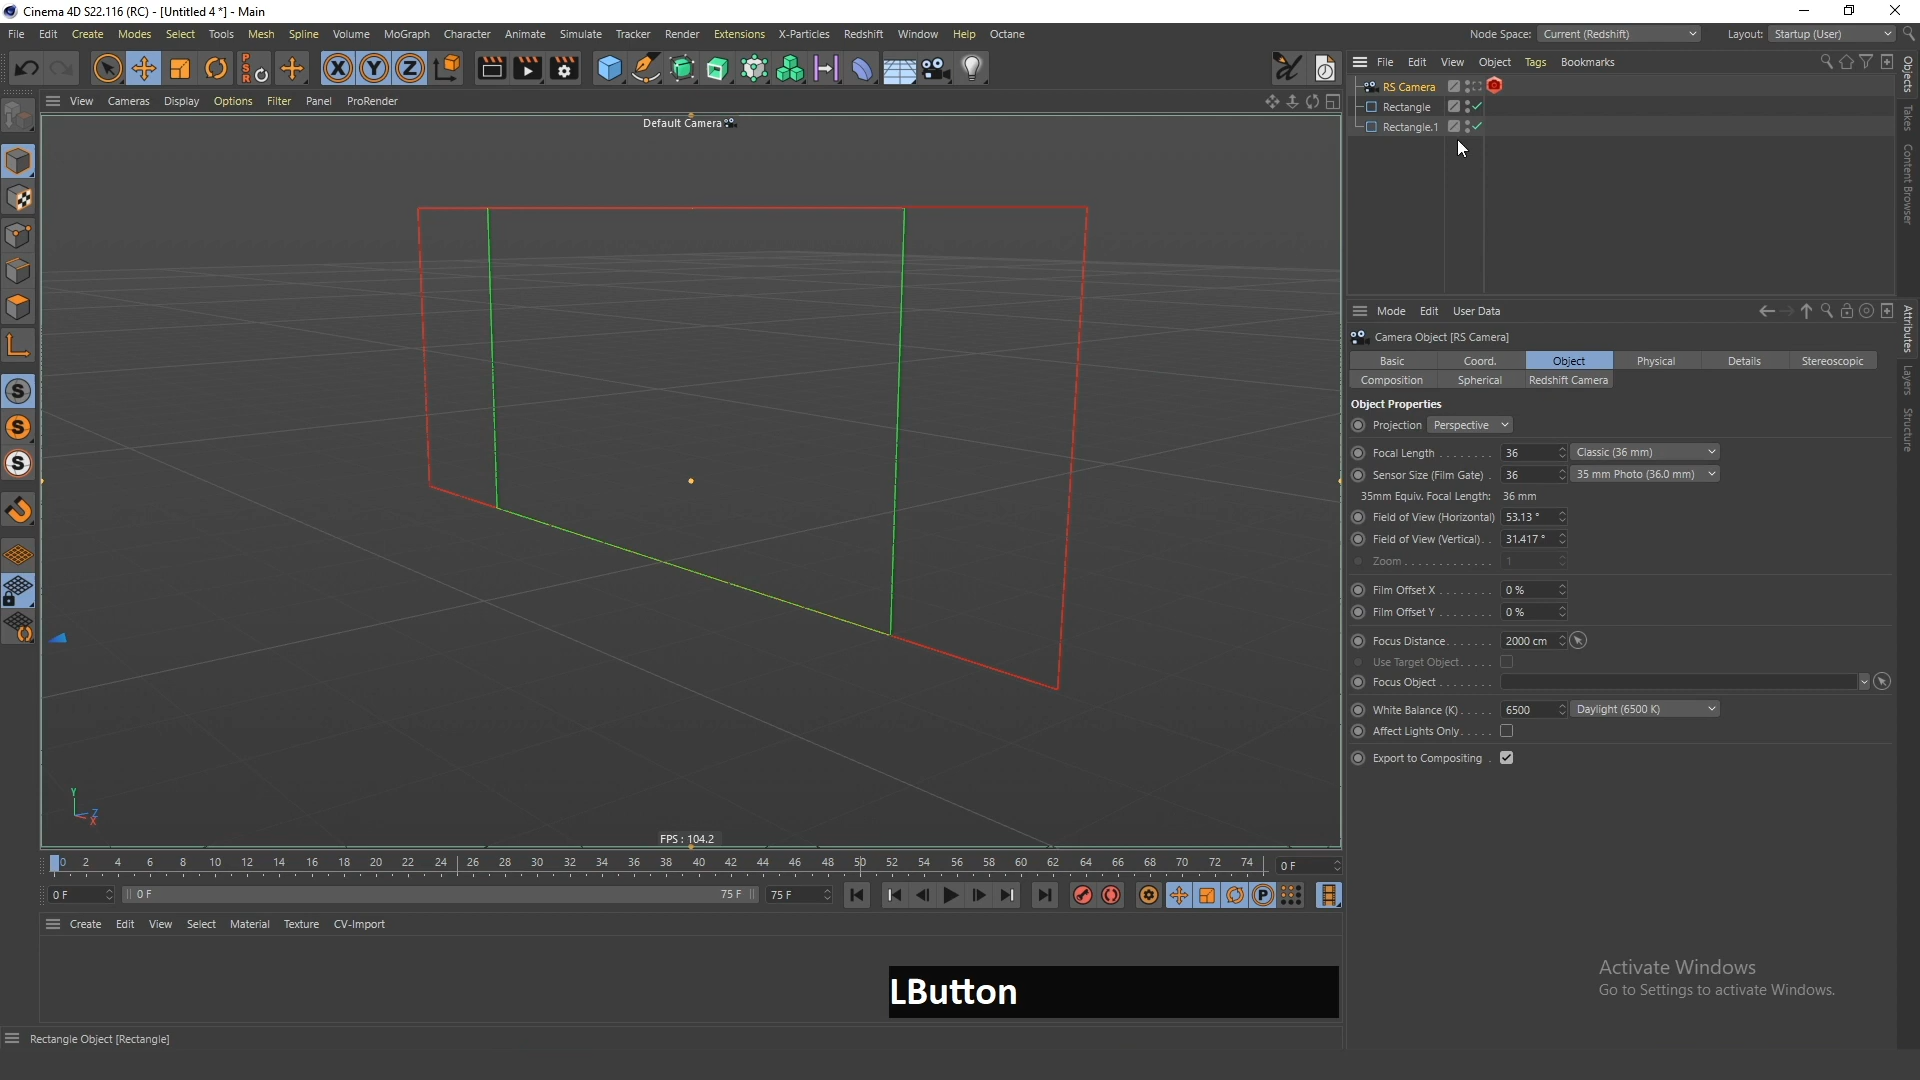 Cinema 4D S22.116 (RC) - [Untitled 4 *] - Main
File Edit Create Modes Select Tools Mesh Spline Volume MoGraph Character Animate Simulate Tracker Render Extensions X-Particles Redshift Window Help Octane
Node Space: Current (Redshift) Layout: Startup (User)
PSR X Y Z
File Edit View Object Tags Bookmarks
View Cameras Display Options Filter Panel ProRender
RS Camera
Rectangle
Rectangle.1
Objects
Takes
Content Browser
Default Camera
Mode Edit User Data
Camera Object [RS Camera]
Basic Coord. Object Physical Details Stereoscopic
Composition Spherical Redshift Camera
Object Properties
Projection Perspective
Focal Length . . . . . . . . 36 Classic (36 mm)
Sensor Size (Film Gate) . 36 35 mm Photo (36.0 mm)
35mm Equiv. Focal Length: 36 mm
Field of View (Horizontal) 53.13 °
Field of View (Vertical). . 31.417 °
Zoom. . . . . . . . . . . . . 1
Film Offset X . . . . . . . . 0 %
Film Offset Y . . . . . . . . 0 %
Focus Distance. . . . . . . 2000 cm
Use Target Object. . . . .
Focus Object . . . . . . . .
White Balance (K). . . . . 6500 Daylight (6500 K)
Affect Lights Only. . . . .
Export to Compositing .
Attributes
Layers
Structure
S
S
S
Y
Z
X
FPS : 104.2
0 2 4 6 8 10 12 14 16 18 20 22 24 26 28 30 32 34 36 38 40 42 44 46 48 50 52 54 56 58 60 62 64 66 68 70 72 74 0 F
0 F 0 F 75 F 75 F P
Create Edit View Select Material Texture CV-Import
LButton
Activate Windows
Go to Settings to activate Windows.
Rectangle Object [Rectangle]